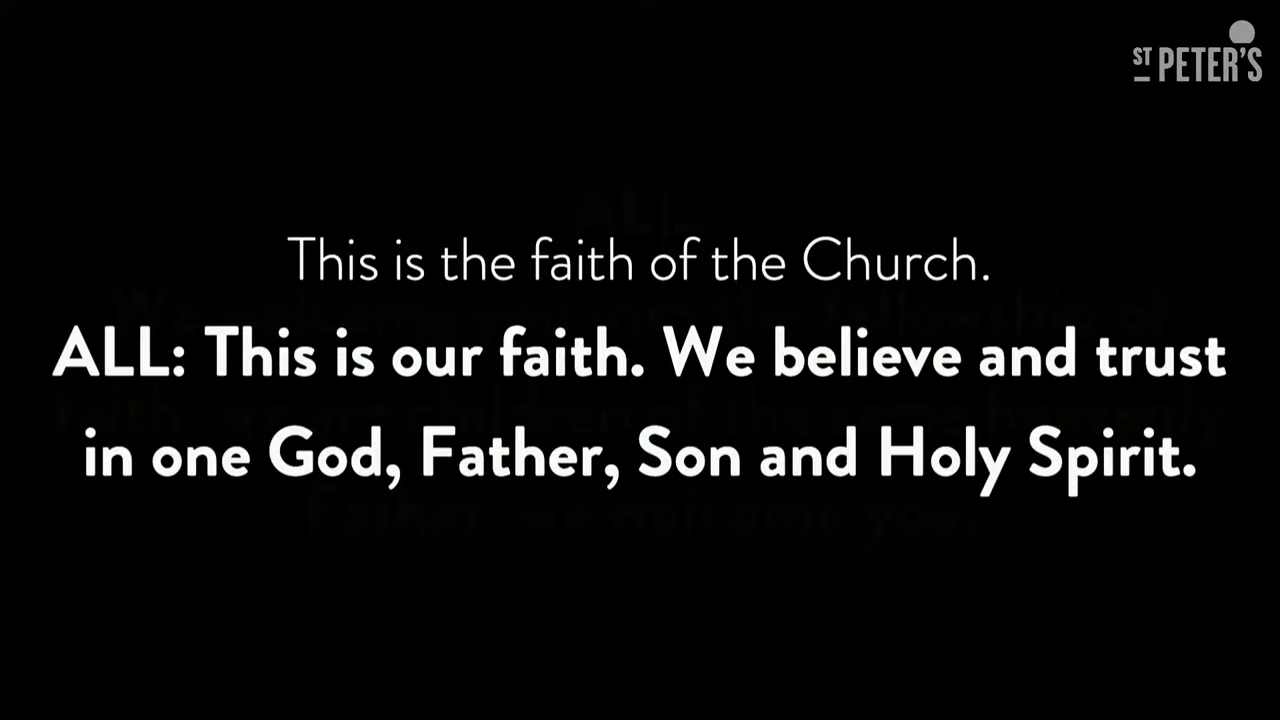 ST PETER'S
This is the faith of the Church.
ALL: This is our faith. We believe and trust
in one God, Father, Son and Holy Spirit.